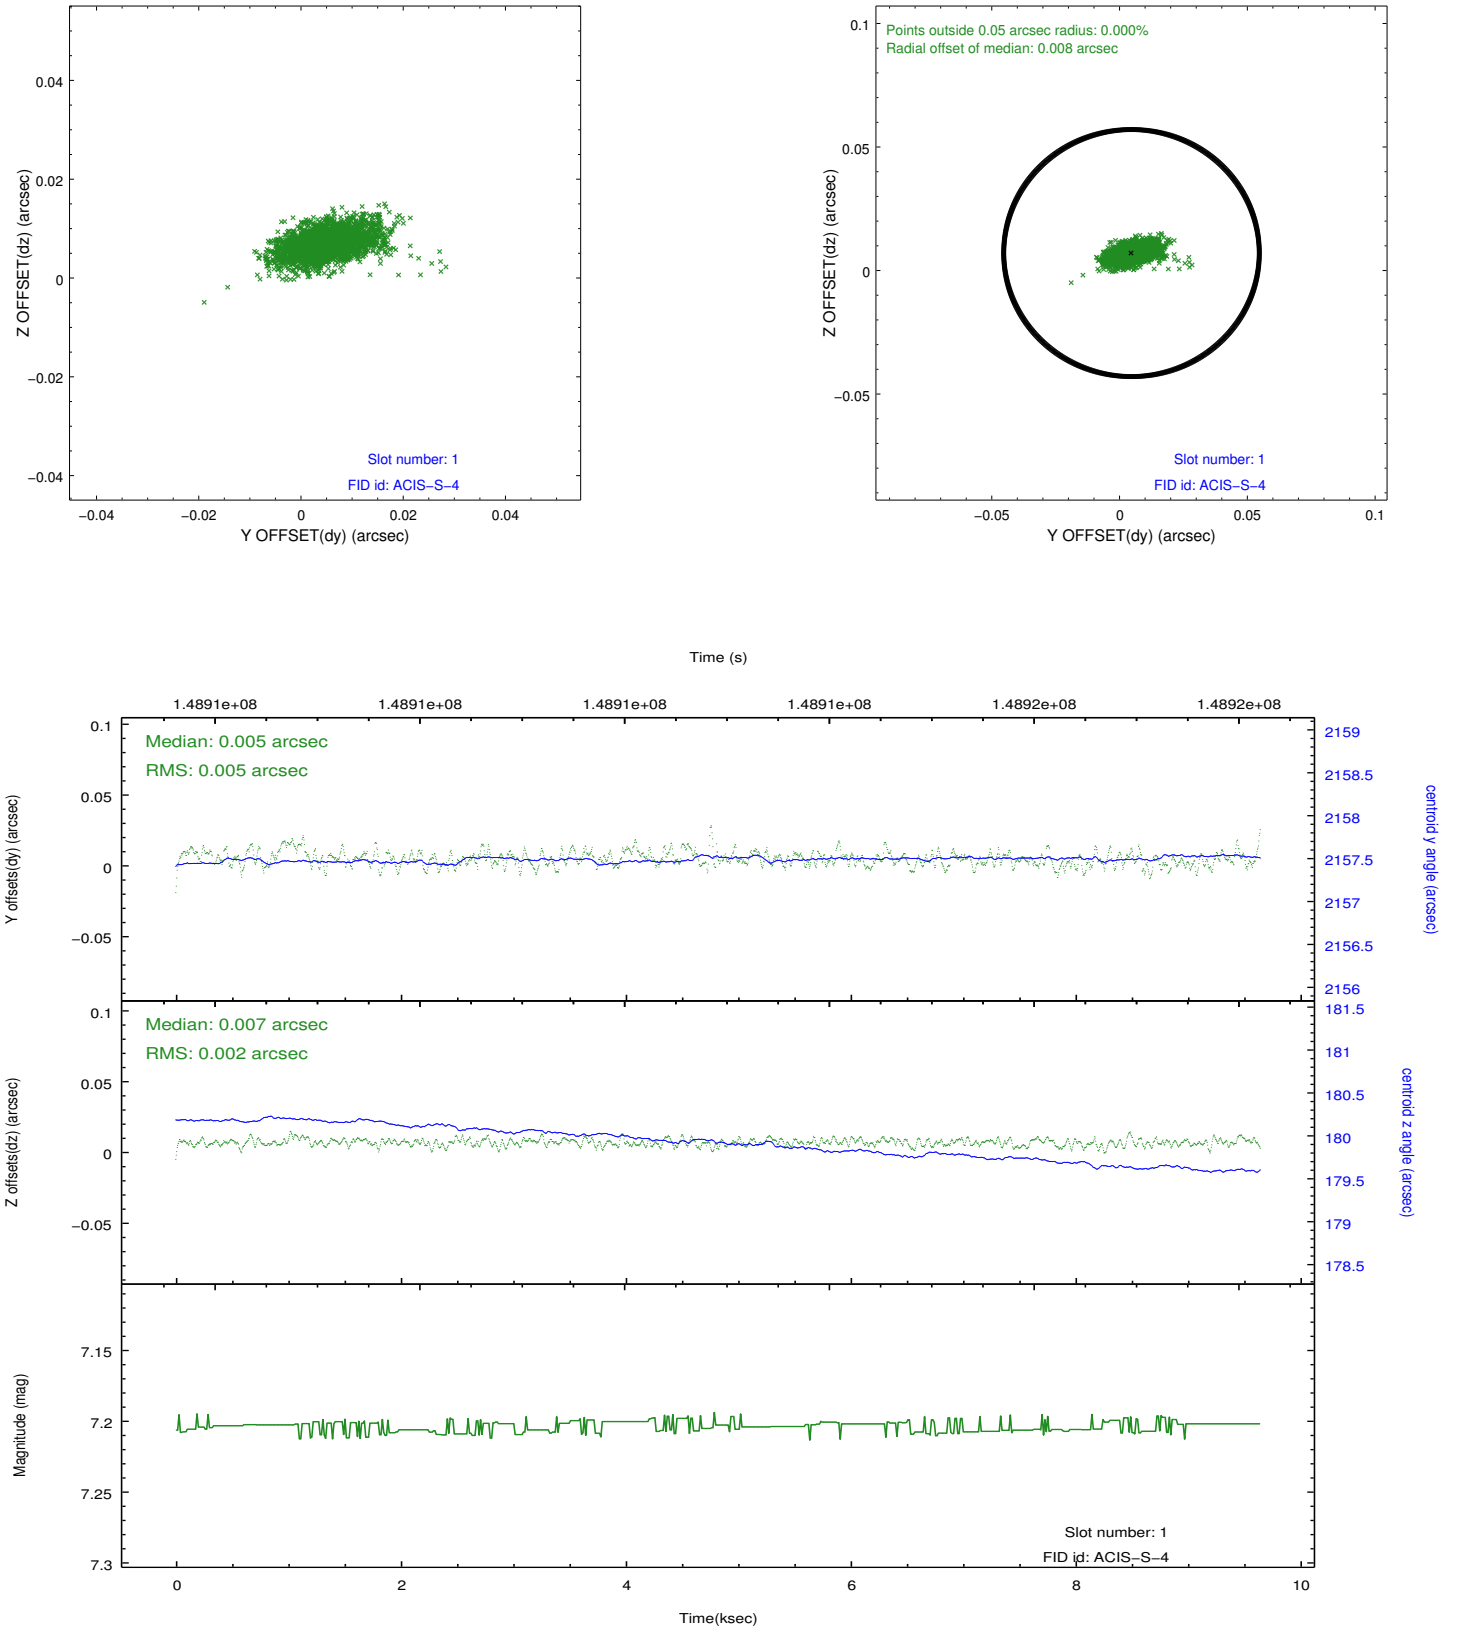 0.04
0.02
0
−0.02
−0.04
Z OFFSET(dz) (arcsec)
Slot number: 1
FID id: ACIS−S−4
−0.04 −0.02 0 0.02 0.04
Y OFFSET(dy) (arcsec)
Points outside 0.05 arcsec radius: 0.000%
Radial offset of median: 0.008 arcsec
0.1
0.05
0
−0.05
Z OFFSET(dz) (arcsec)
Slot number: 1
FID id: ACIS−S−4
−0.05 0 0.05 0.1
Y OFFSET(dy) (arcsec)
Time (s)
1.4891e+08 1.4891e+08 1.4891e+08 1.4891e+08 1.4892e+08 1.4892e+08
Median: 0.005 arcsec
RMS: 0.005 arcsec
0.1
0.05
0
−0.05
Y offsets(dy) (arcsec)
2159
2158.5
2158
2157.5
2157
2156.5
2156
centroid y angle (arcsec)
Median: 0.007 arcsec
RMS: 0.002 arcsec
0.1
0.05
0
−0.05
Z offsets(dz) (arcsec)
181.5
181
180.5
180
179.5
179
178.5
centroid z angle (arcsec)
7.15
7.2
7.25
7.3
Magnitude (mag)
Slot number: 1
FID id: ACIS−S−4
0 2 4 6 8 10
Time(ksec)